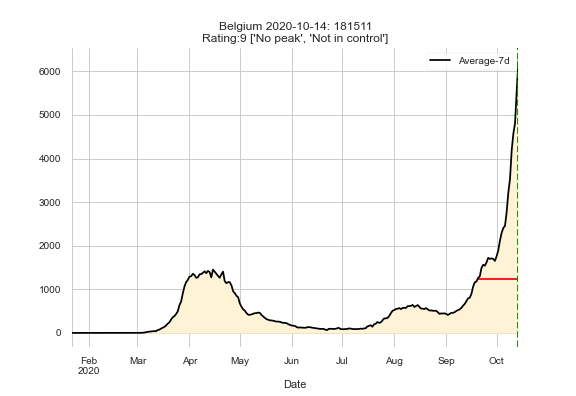 Belgium 2020-10-14: 181511
Rating:9 ['No peak', 'Not in control']
Average-7d
6000
5000
4000
3000
2000
1000
0
Feb Mar Apr May Jun Jul Aug Sep Oct
2020
Date